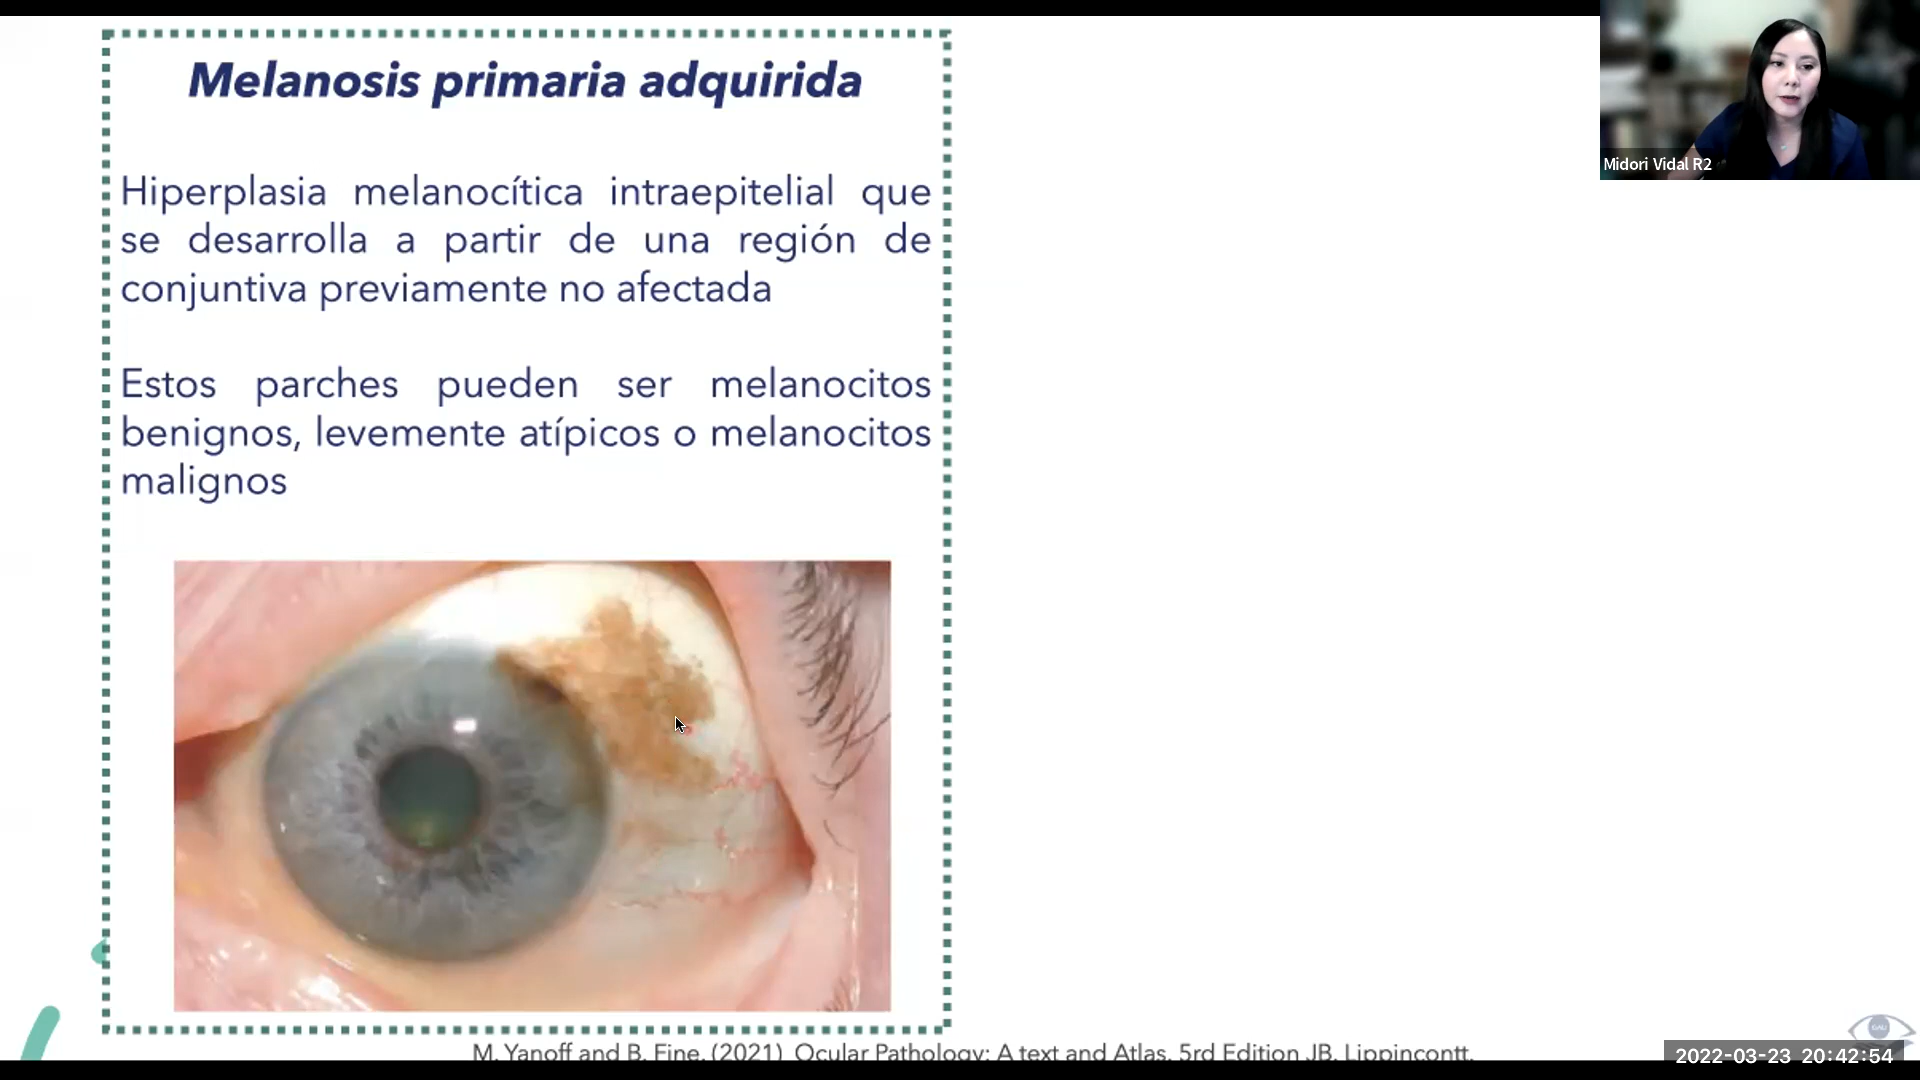 Melanosis primaria adquirida
Hiperplasia melanocítica intraepitelial que
se desarrolla a partir de una región de
conjuntiva previamente no afectada
Estos parches pueden ser melanocitos
benignos, levemente atípicos o melanocitos
malignos
Midori Vidal R2
M. Yanoff and B. Fine. (2021) Ocular Pathology: A text and Atlas. 5rd Edition JB. Lippincontt.
2022-03-23 20:42:54